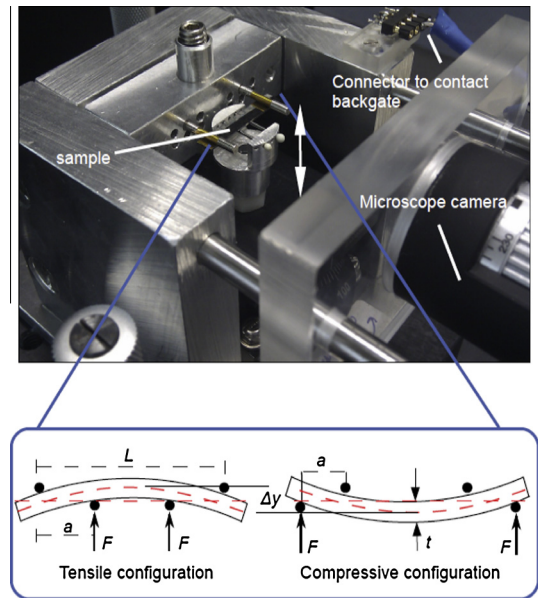 Connector to contact
backgate
sample
Microscope camera
L
a
Δy
a
F
F
t
F
F
Tensile configuration
Compressive configuration